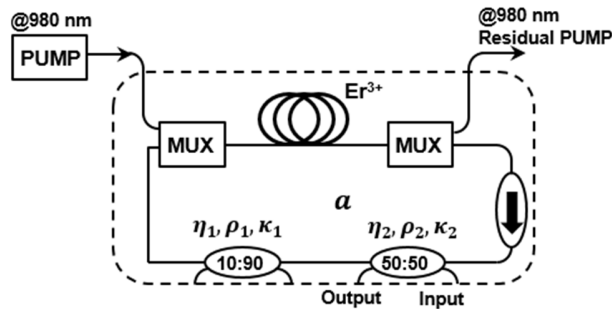 @980 nm
PUMP
@980 nm
Residual PUMP
Er³⁺
MUX
MUX
a
η₁, ρ₁, κ₁
η₂, ρ₂, κ₂
10:90
50:50
Output
Input